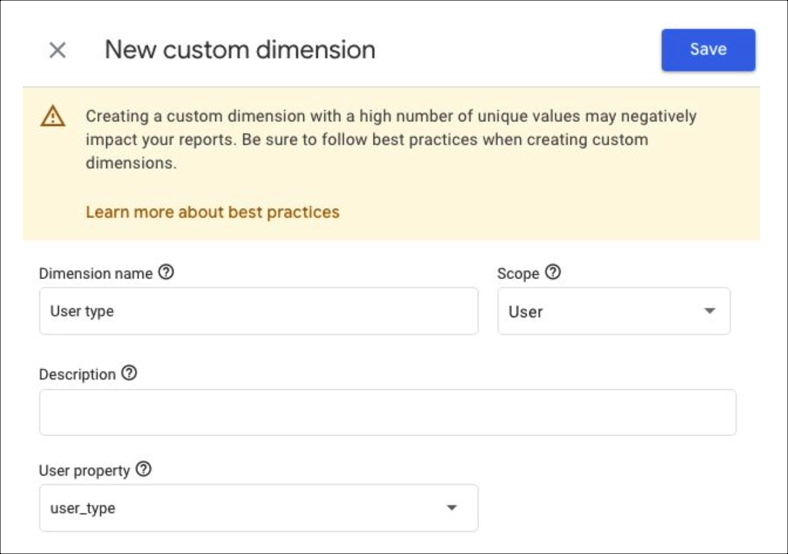 New custom dimension
Save
Creating a custom dimension with a high number of unique values may negatively
impact your reports. Be sure to follow best practices when creating custom
dimensions.
Learn more about best practices
Dimension name
Scope
User type
User
Description
User property
user_type